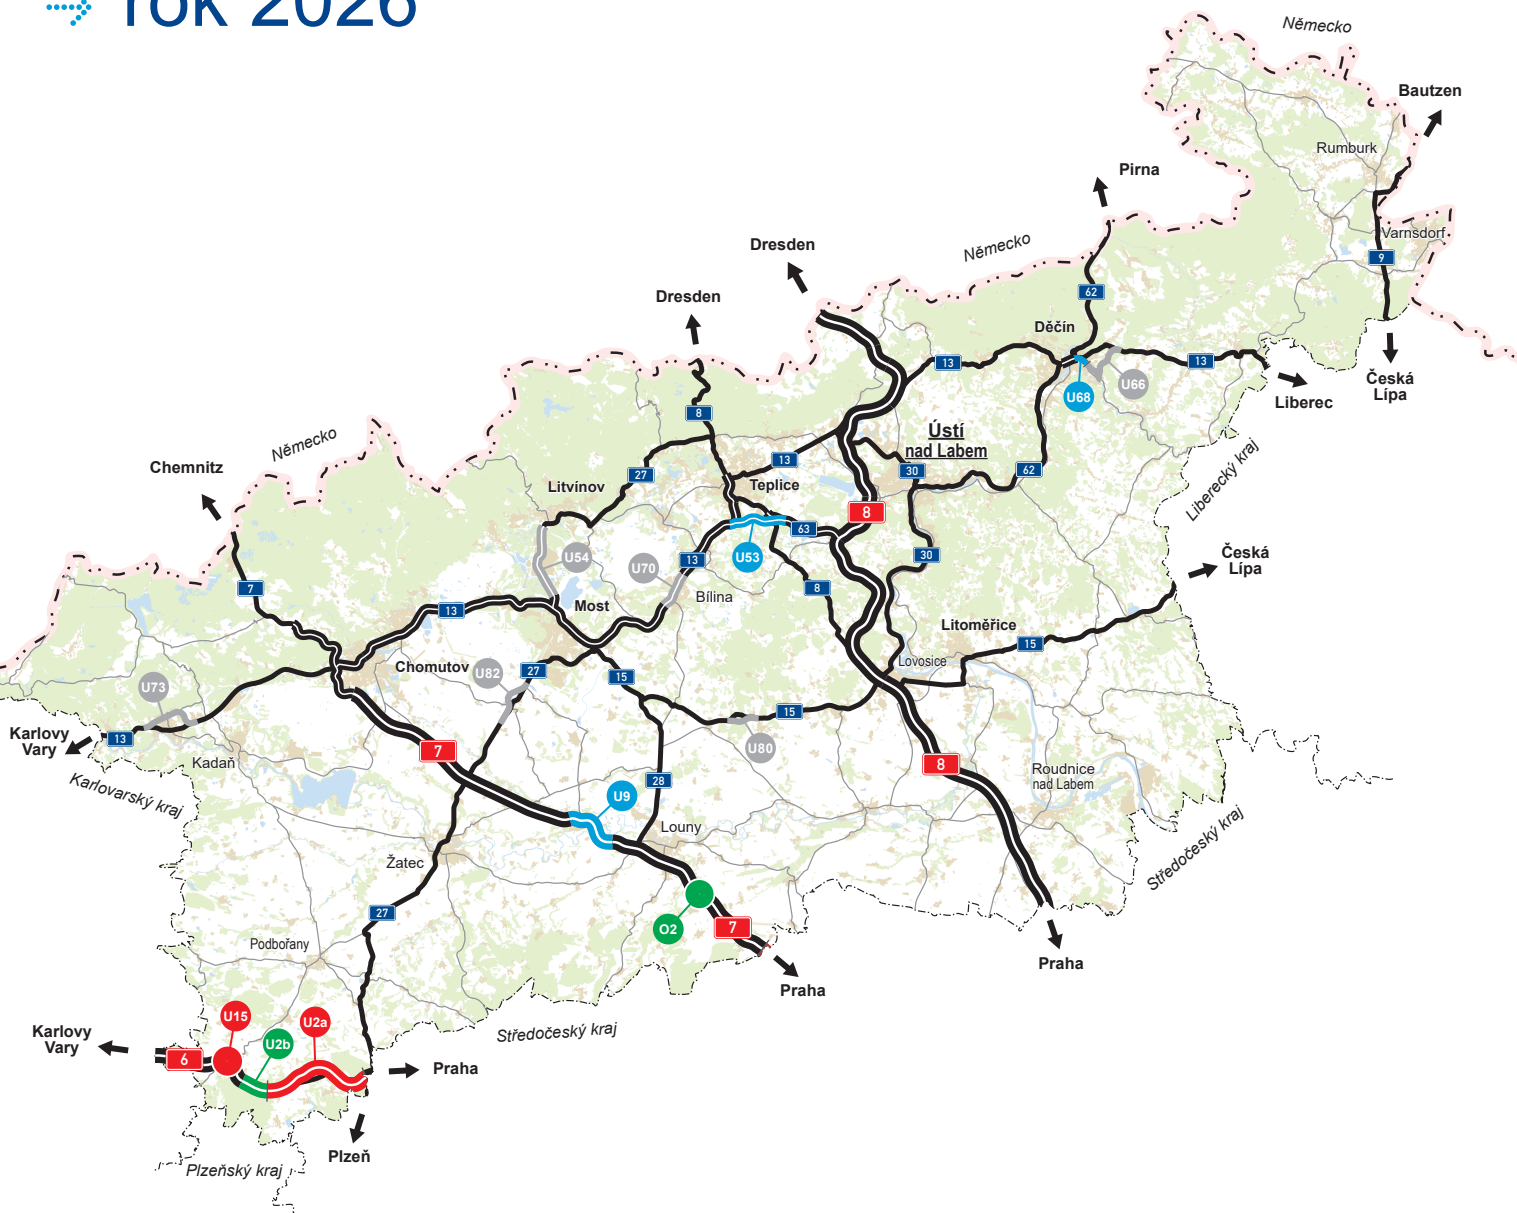 rok 2026
Německo
Bautzen
Rumburk
Pirna
Varnsdorf
Německo
Dresden
9
62
Dresden
Děčín
13
13
U66
U68
Česká
Lípa
Liberec
8
Ústí
nad Labem
Německo
13
30
62
Liberecký kraj
Chemnitz
27
Teplice
Litvínov
8
63
U54
U70
13
U53
30
Česká
Lípa
7
8
Bílina
13
Most
Litoměřice
15
Chomutov
U82
27
15
Lovosice
U73
15
Karlovy
Vary
13
U80
7
8
Kadaň
Karlovarský kraj
28
Roudnice
nad Labem
U9
Louny
Středočeský kraj
Žatec
27
O2
7
Podbořany
Praha
Praha
U15
U2a
Karlovy
Vary
U2b
Středočeský kraj
6
Praha
Plzeň
Plzeňský kraj